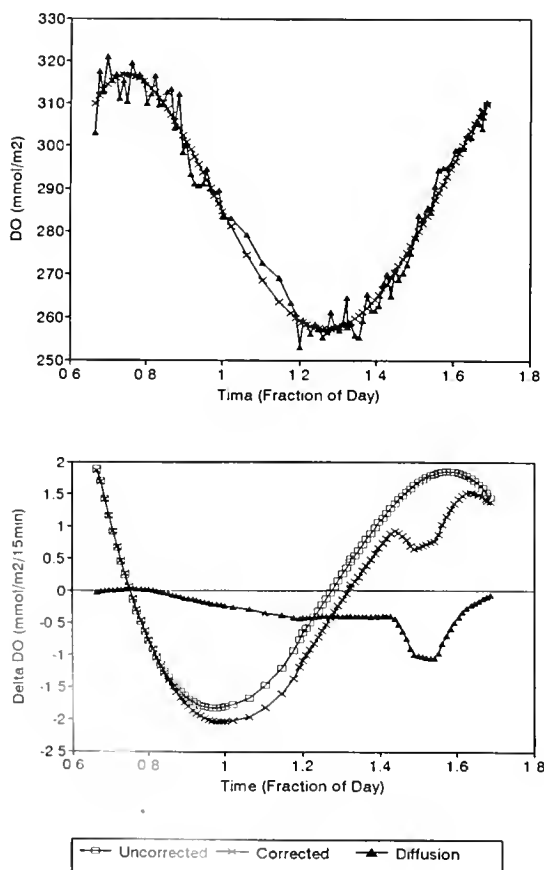 330
320
310
300
290
280
270
260
250
DO (mmol/m2)
0 6 0 8 1 1 2 1 4 1.6 1.8
Tima (Fraction of Day)
2
1.5
1
0.5
0
-0.5
-1
-1.5
-2
-2 5
Delta DO (mmol/m2/15min)
0 6 0 8 1 1.2 1.4 1.6 1.8
Time (Fraction of Day)
Uncorrected Corrected Diffusion